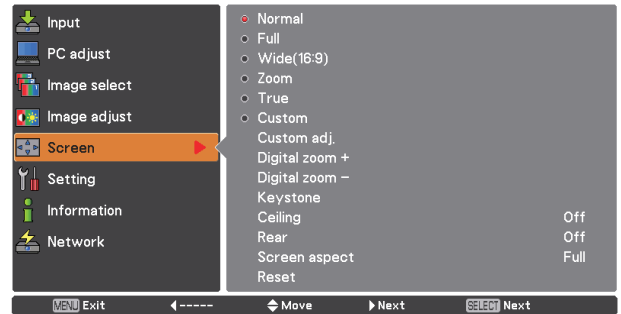 Input
PC adjust
Image select
Image adjust
Screen
Setting
Information
Network
Normal
Full
Wide(16:9)
Zoom
True
Custom
Custom adj.
Digital zoom +
Digital zoom –
Keystone
Ceiling Off
Rear Off
Screen aspect Full
Reset
MENU Exit ----- Move Next SELECT Next